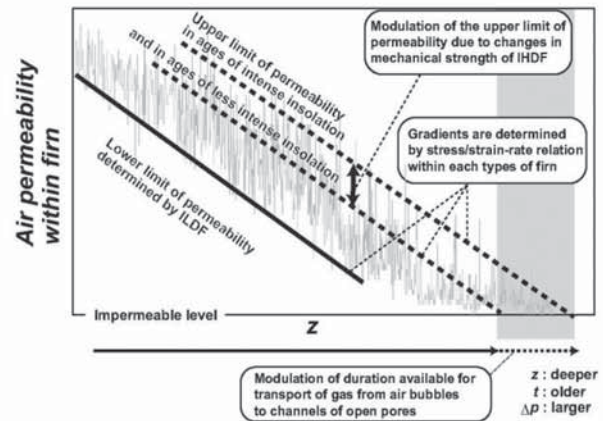 Air permeability
within firn
Upper limit of permeability
in ages of intense insolation
and in ages of less intense insolation
Lower limit of permeability
determined by ILDF
Modulation of the upper limit of
permeability due to changes in
mechanical strength of IHDF
Gradients are determined
by stress/strain-rate relation
within each types of firn
Impermeable level
z
Modulation of duration available for
transport of gas from air bubbles
to channels of open pores
z : deeper
t : older
Δp : larger